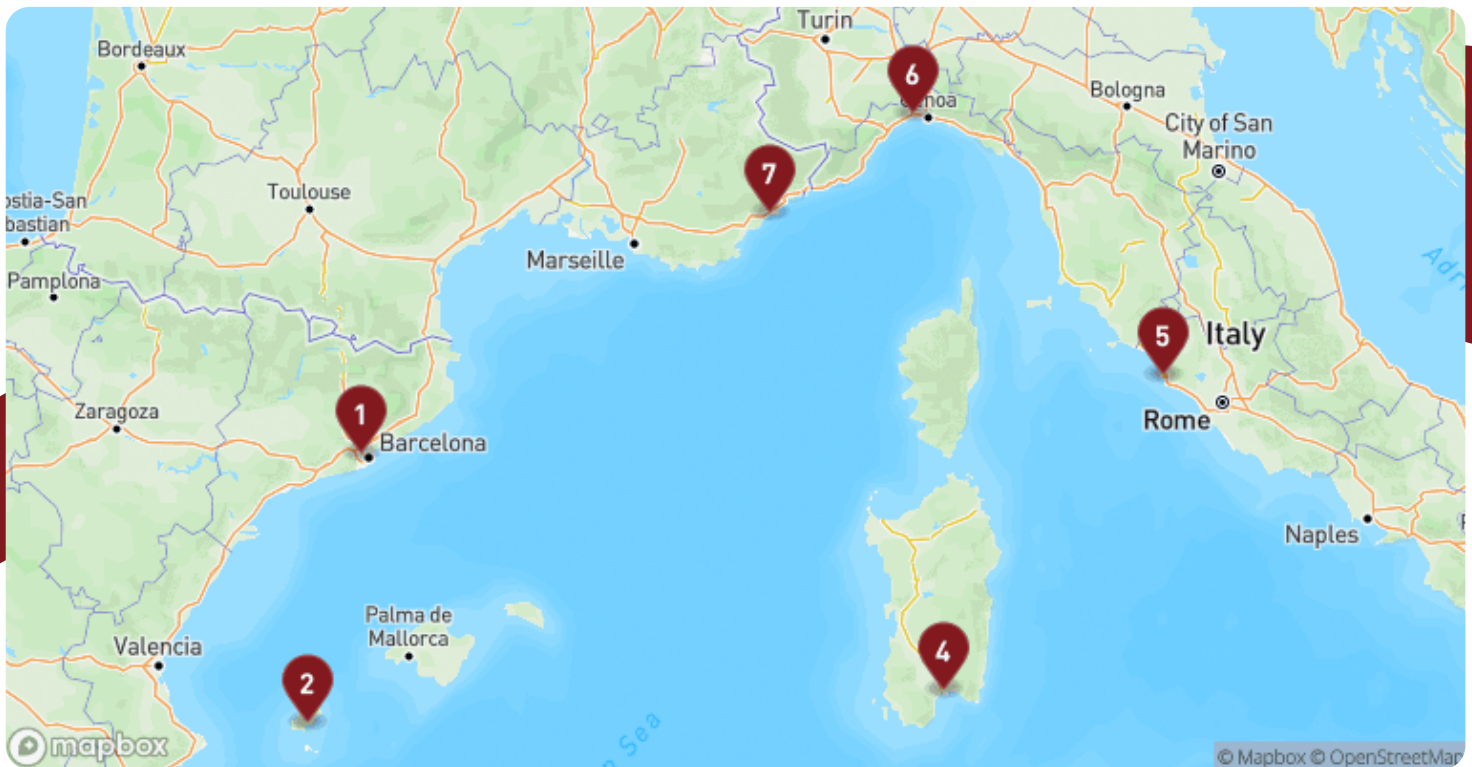 Turin
Bordeaux
6
Genoa
Bologna
City of San
Marino
7
Toulouse
ostia-San
bastian
Marseille
Pamplona
Adri
5
Italy
1
Zaragoza
Rome
Barcelona
Naples
Palma de
Mallorca
4
Valencia
2
Sea
mapbox
© Mapbox © OpenStreetMap